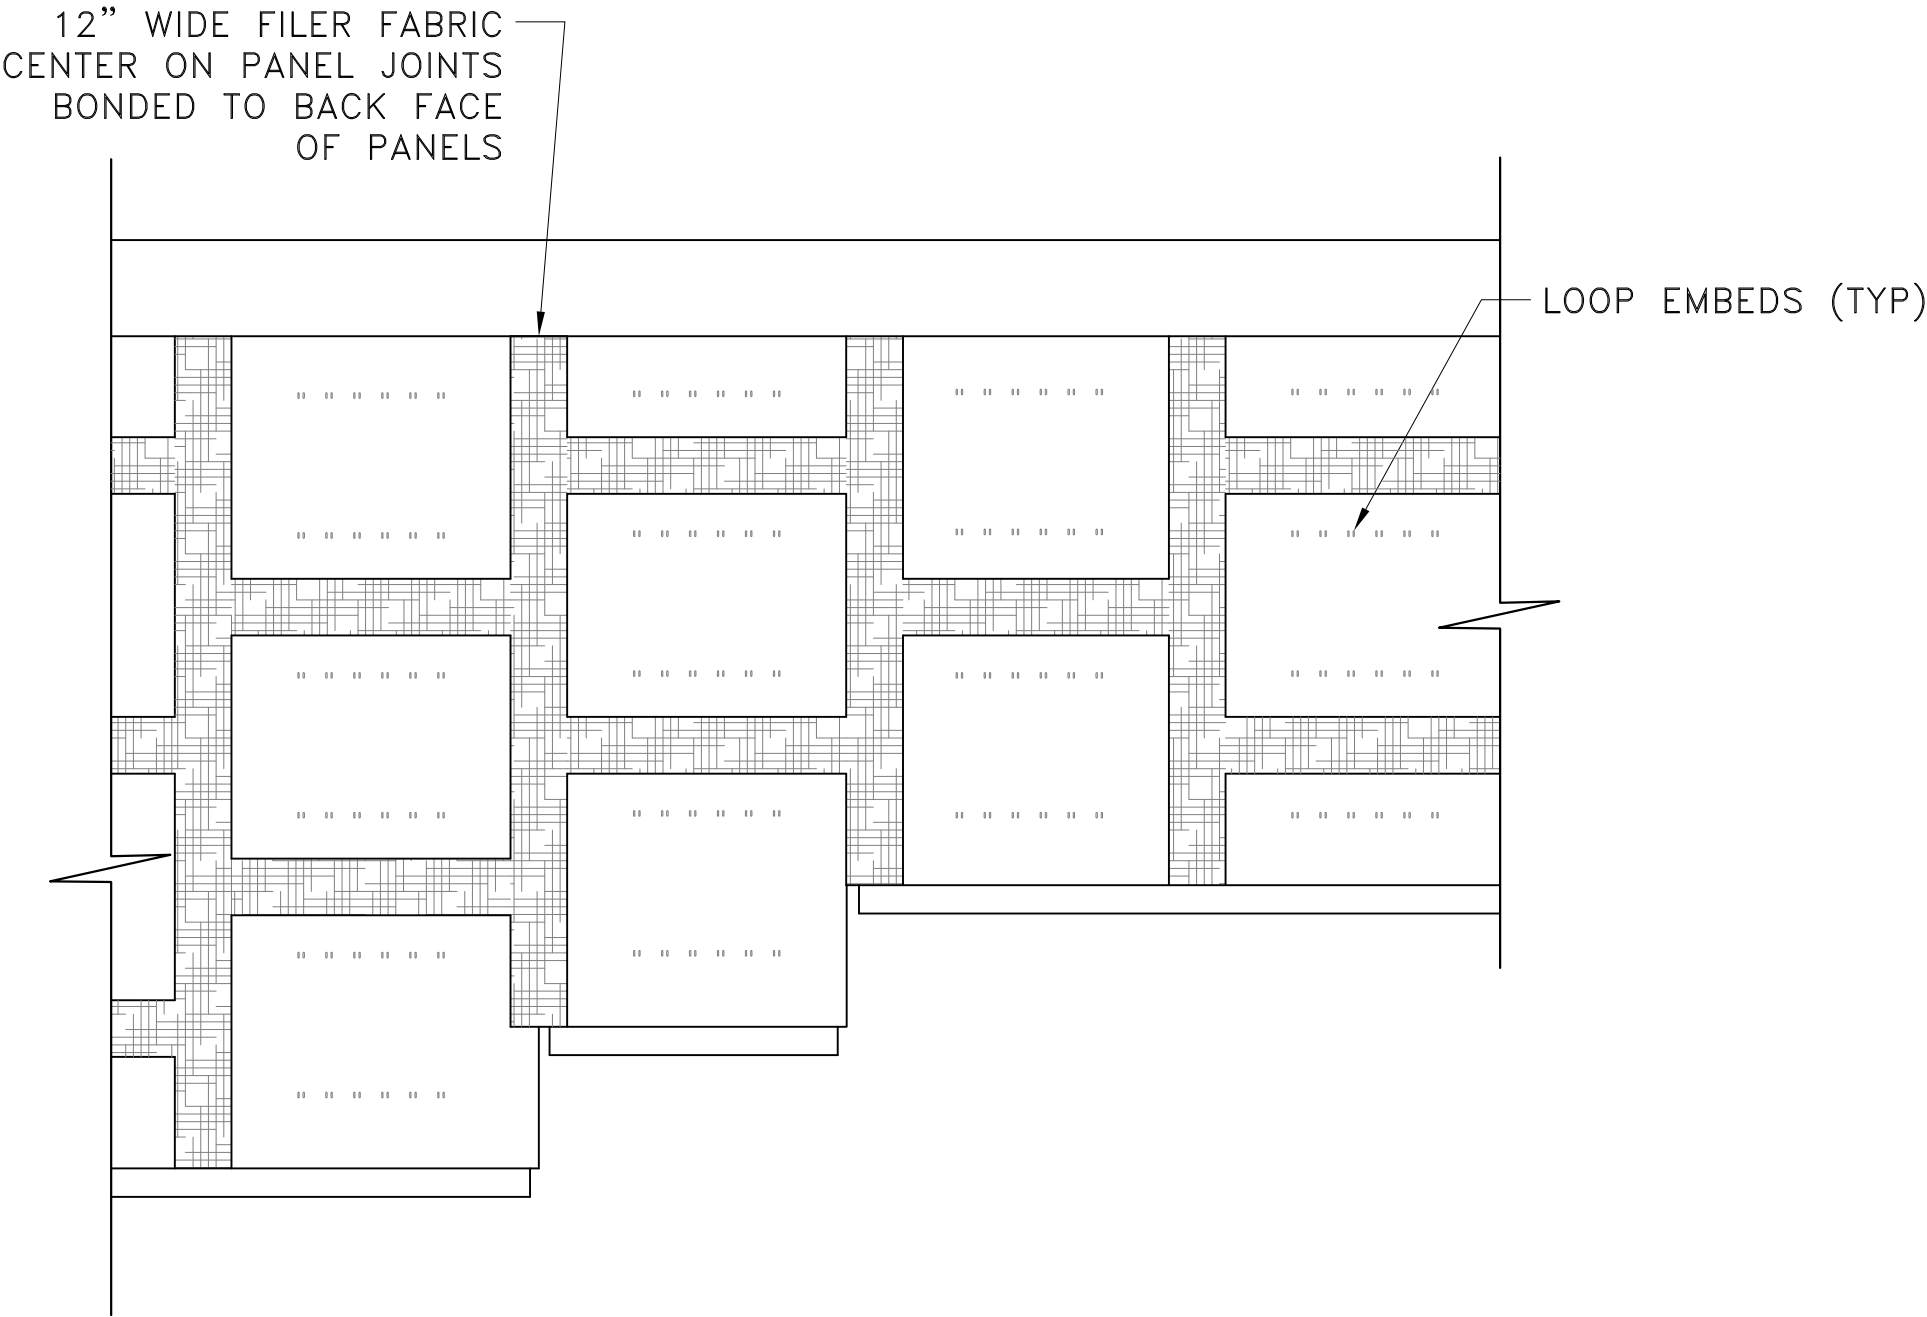 12” WIDE FILER FABRIC
CENTER ON PANEL JOINTS
BONDED TO BACK FACE
OF PANELS
LOOP EMBEDS (TYP)